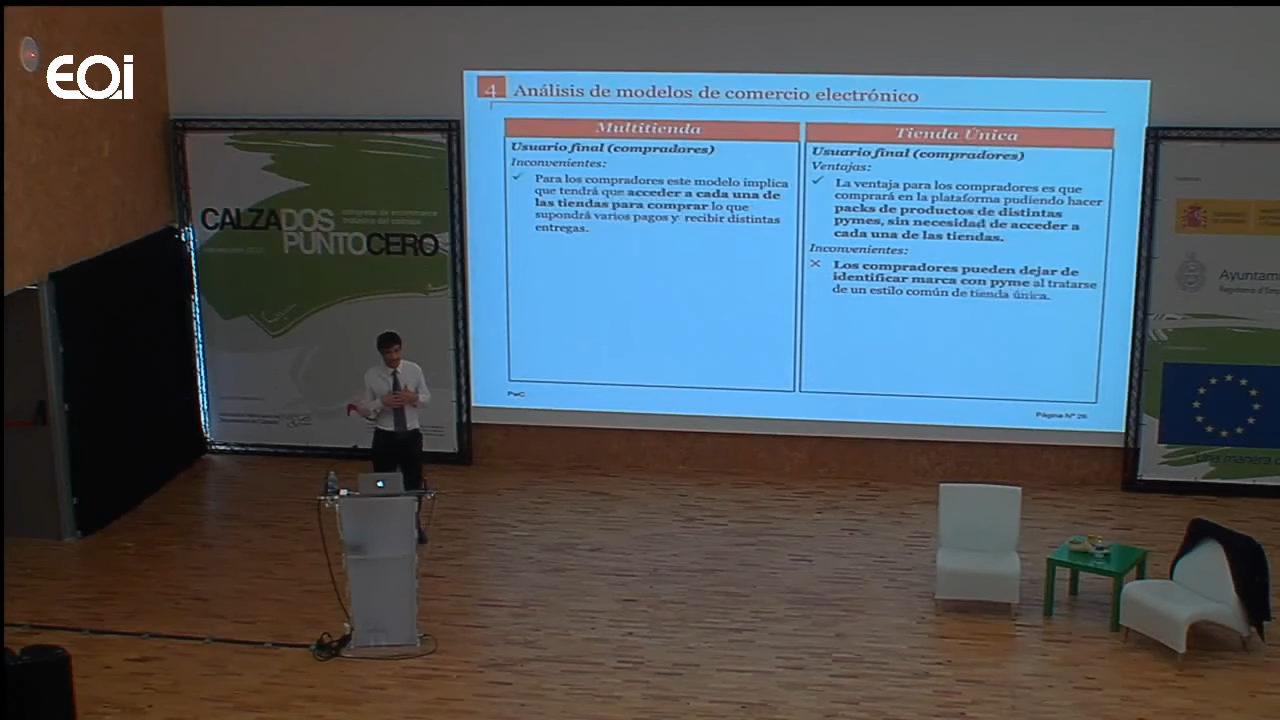 EOi
4 Análisis de modelos de comercio electrónico
Multitienda
Usuario final (compradores)
Inconvenientes:
✓ Para los compradores este modelo implica
que tendrá que acceder a cada una de
las tiendas para comprar lo que
supondrá varios pagos y recibir distintas
entregas.
Tienda Única
Usuario final (compradores)
Ventajas:
✓ La ventaja para los compradores es que
comprará en la plataforma pudiendo hacer
packs de productos de distintas
pymes, sin necesidad de acceder a
cada una de las tiendas.
Inconvenientes:
✕ Los compradores pueden dejar de
identificar marca con pyme al tratarse
de un estilo común de tienda única.
PwC
Página Nº 26
CALZADOS
PUNTOCERO
Ayuntam
Una manera